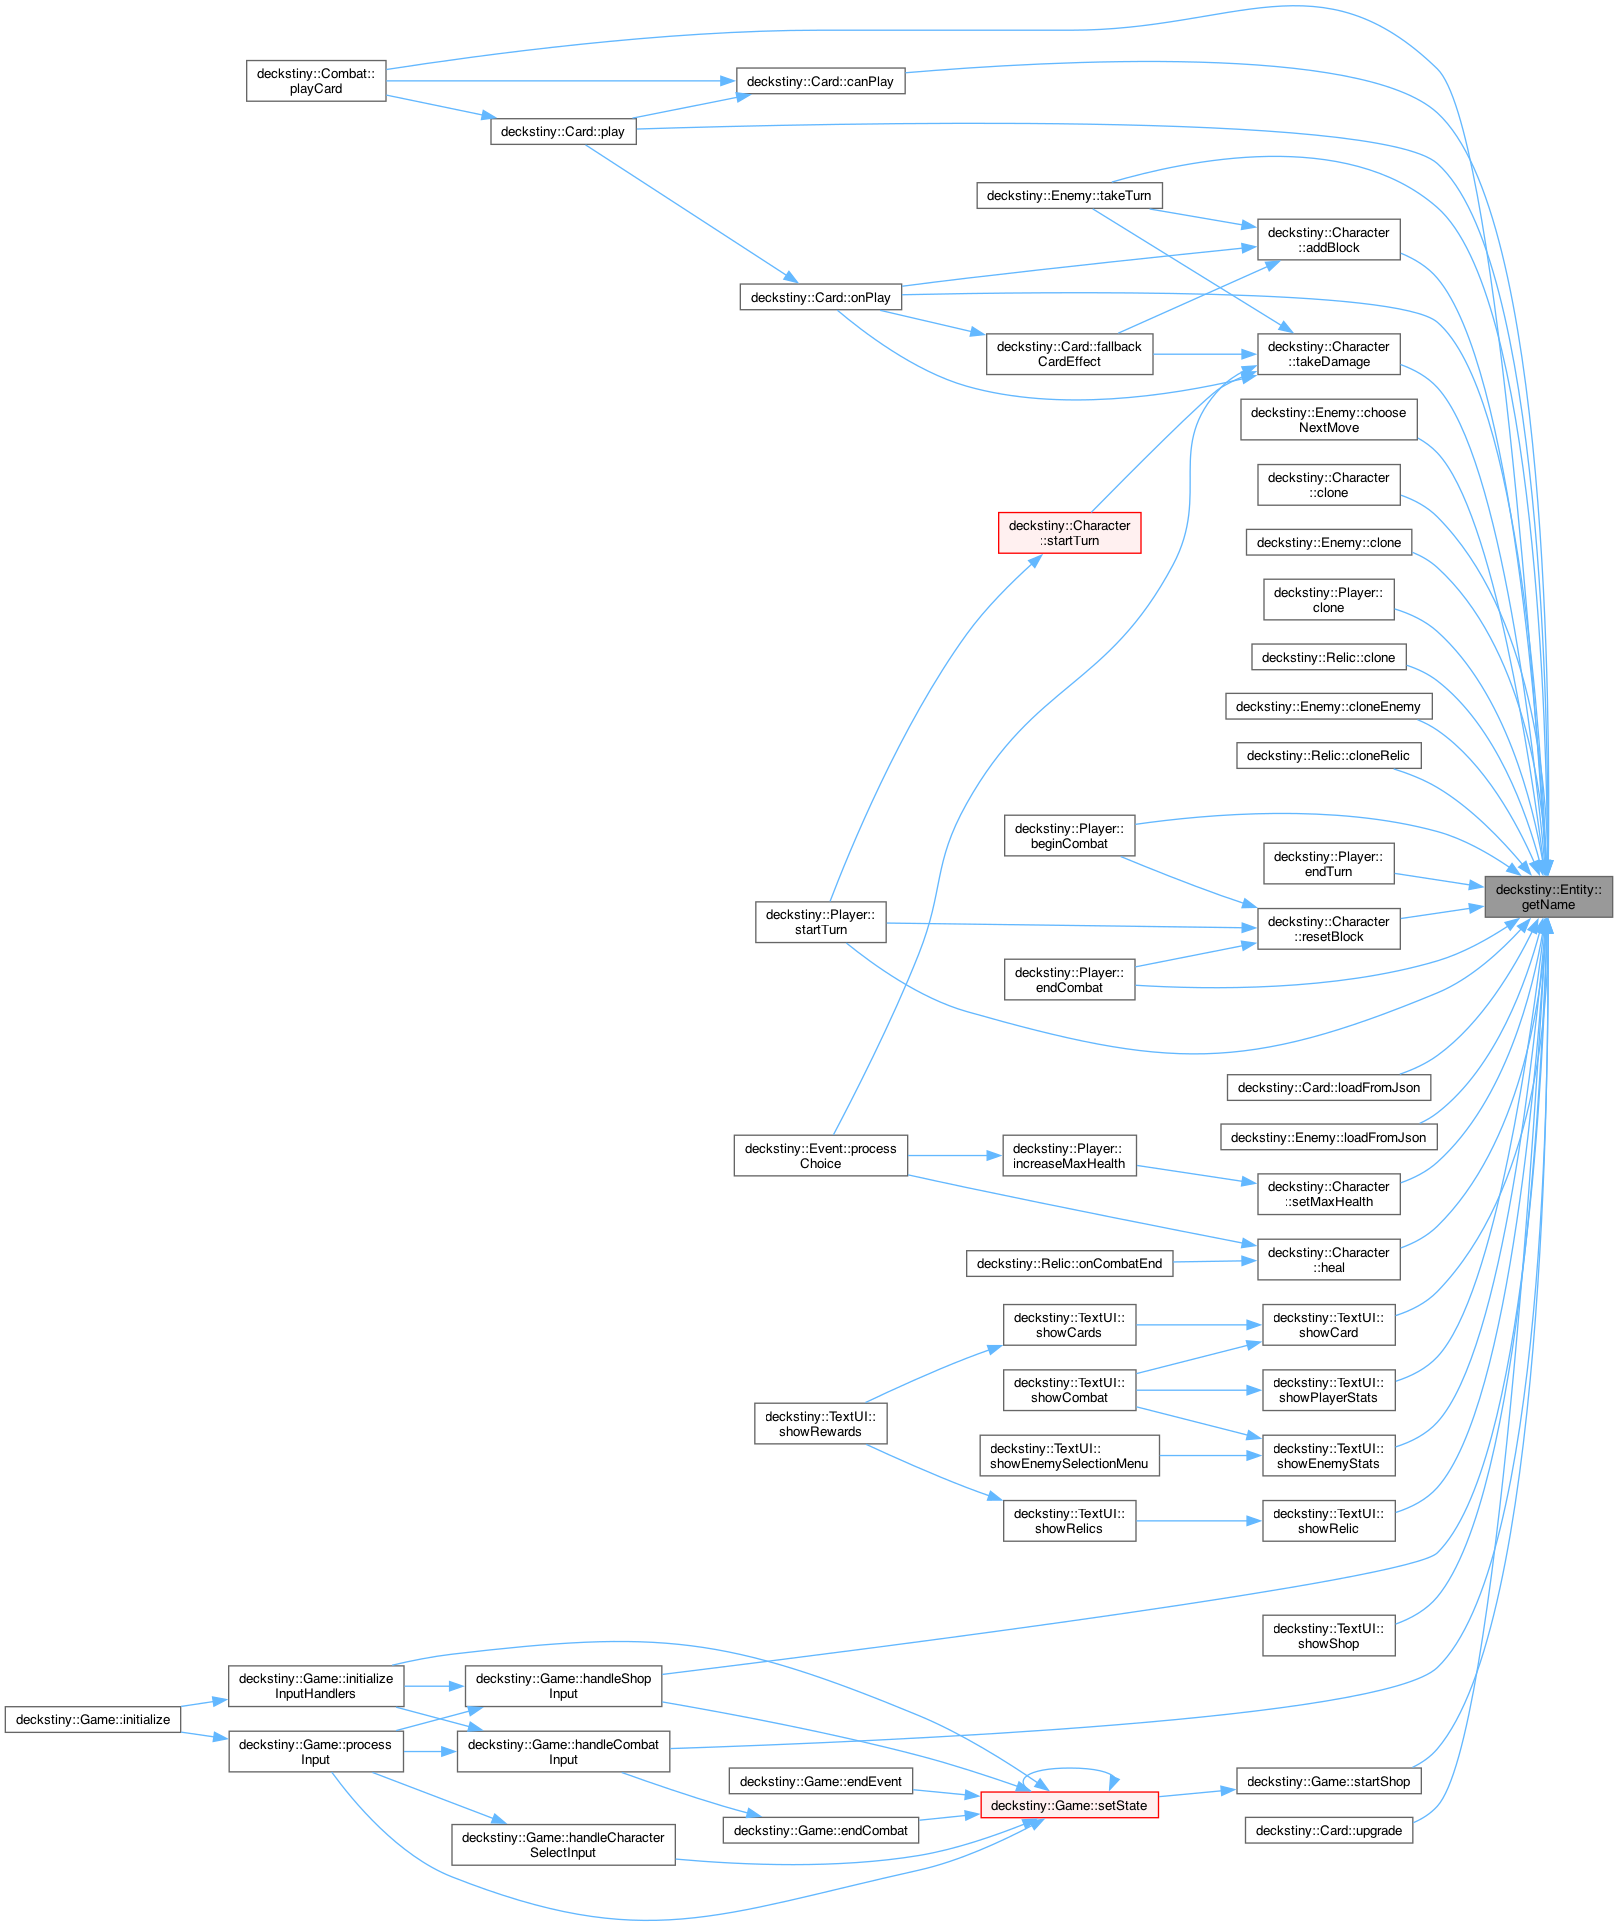 deckstiny::Combat::
playCard
deckstiny::Card::canPlay
deckstiny::Card::play
deckstiny::Enemy::takeTurn
deckstiny::Character
::addBlock
deckstiny::Card::onPlay
deckstiny::Card::fallback
CardEffect
deckstiny::Character
::takeDamage
deckstiny::Enemy::choose
NextMove
deckstiny::Character
::clone
deckstiny::Character
::startTurn
deckstiny::Enemy::clone
deckstiny::Player::
clone
deckstiny::Relic::clone
deckstiny::Enemy::cloneEnemy
deckstiny::Relic::cloneRelic
deckstiny::Player::
beginCombat
deckstiny::Player::
endTurn
deckstiny::Entity::
getName
deckstiny::Player::
startTurn
deckstiny::Character
::resetBlock
deckstiny::Player::
endCombat
deckstiny::Card::loadFromJson
deckstiny::Enemy::loadFromJson
deckstiny::Event::process
Choice
deckstiny::Player::
increaseMaxHealth
deckstiny::Character
::setMaxHealth
deckstiny::Relic::onCombatEnd
deckstiny::Character
::heal
deckstiny::TextUI::
showCards
deckstiny::TextUI::
showCard
deckstiny::TextUI::
showCombat
deckstiny::TextUI::
showPlayerStats
deckstiny::TextUI::
showRewards
deckstiny::TextUI::
showEnemySelectionMenu
deckstiny::TextUI::
showEnemyStats
deckstiny::TextUI::
showRelics
deckstiny::TextUI::
showRelic
deckstiny::TextUI::
showShop
deckstiny::Game::initialize
InputHandlers
deckstiny::Game::handleShop
Input
deckstiny::Game::initialize
deckstiny::Game::process
Input
deckstiny::Game::handleCombat
Input
deckstiny::Game::endEvent
deckstiny::Game::startShop
deckstiny::Game::setState
deckstiny::Game::endCombat
deckstiny::Card::upgrade
deckstiny::Game::handleCharacter
SelectInput